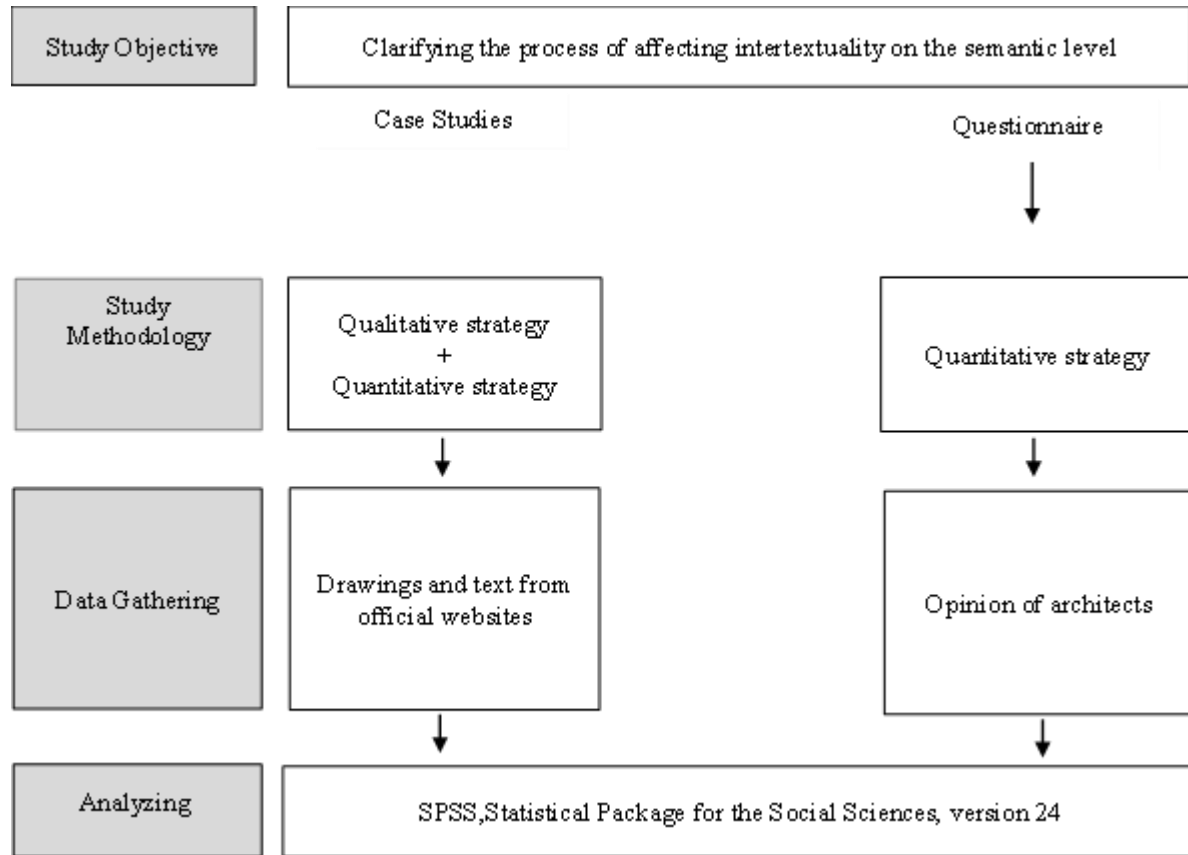 Study Objective
Clarifying the process of affecting intertextuality on the semantic level
Case Studies
Questionnaire
Study
Methodology
Qualitative strategy
+
Quantitative strategy
Quantitative strategy
Data Gathering
Drawings and text from
official websites
Opinion of architects
Analyzing
SPSS,Statistical Package for the Social Sciences, version 24